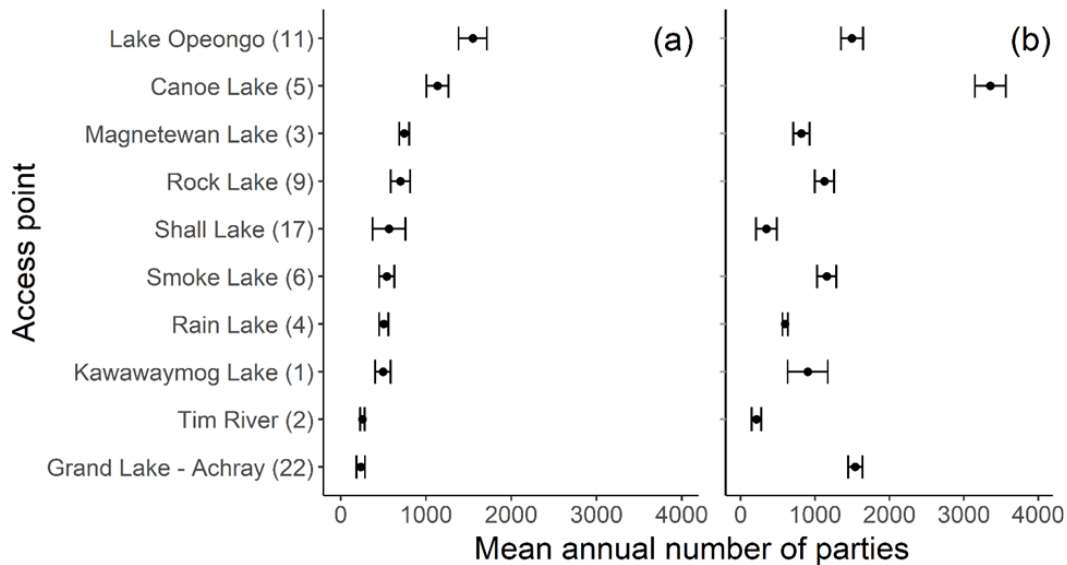 (a)
(b)
Access point
Lake Opeongo (11)
Canoe Lake (5)
Magnetewan Lake (3)
Rock Lake (9)
Shall Lake (17)
Smoke Lake (6)
Rain Lake (4)
Kawawaymog Lake (1)
Tim River (2)
Grand Lake - Achray (22)
0 1000 2000 3000 4000
0 1000 2000 3000 4000
Mean annual number of parties